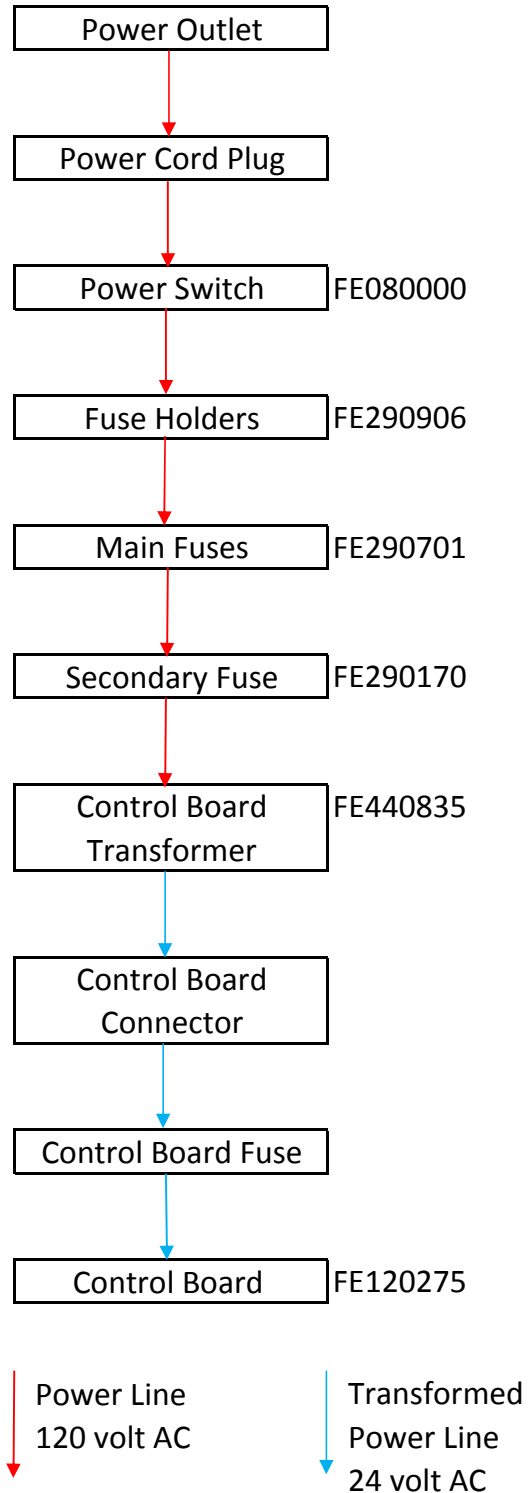 Power Outlet
Power Cord Plug
Power Switch FE080000
Fuse Holders FE290906
Main Fuses FE290701
Secondary Fuse FE290170
Control Board FE440835
Transformer
Control Board
Connector
Control Board Fuse
Control Board FE120275
Power Line
120 volt AC
Transformed
Power Line
24 volt AC